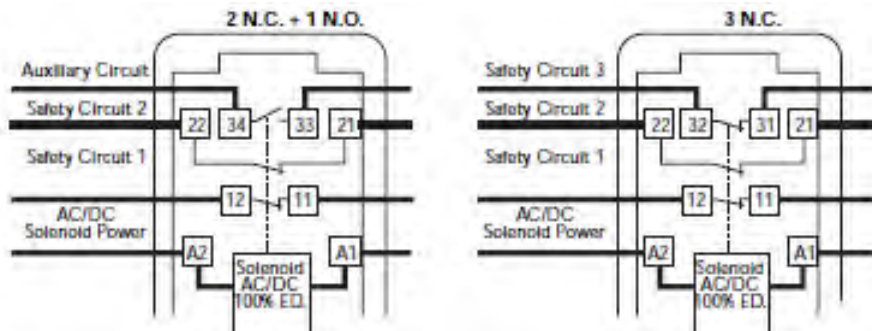 2 N.C. + 1 N.O.
Auxiliary Circuit
Safety Circuit 2
22 34 33 21
Safety Circuit 1
12 11
AC/DC
Solenoid Power
A2 A1
Solenoid
AC/DC
100% ED.
3 N.C.
Safety Circuit 3
Safety Circuit 2
22 32 31 21
Safety Circuit 1
12 11
AC/DC
Solenoid Power
A2 A1
Solenoid
AC/DC
100% ED.